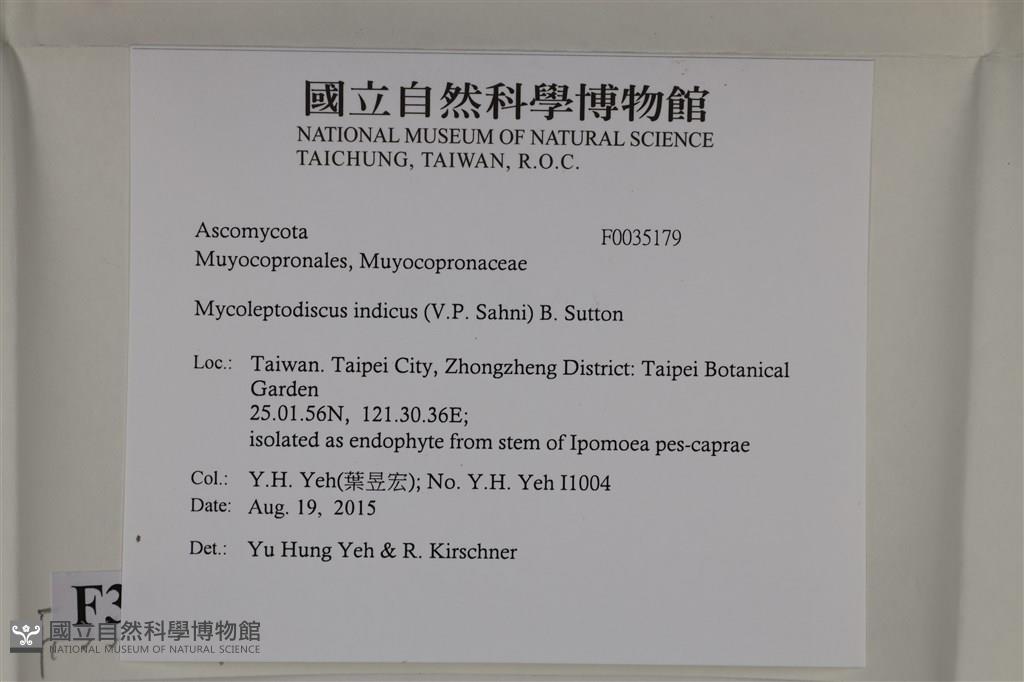 國立自然科學博物館
NATIONAL MUSEUM OF NATURAL SCIENCE
TAICHUNG, TAIWAN, R.O.C.
Ascomycota F0035179
Muyocopronales, Muyocopronaceae
Mycoleptodiscus indicus (V.P. Sahni) B. Sutton
Loc.: Taiwan. Taipei City, Zhongzheng District: Taipei Botanical
Garden
25.01.56N, 121.30.36E;
isolated as endophyte from stem of Ipomoea pes-caprae
Col.: Y.H. Yeh(葉昱宏); No. Y.H. Yeh I1004
Date: Aug. 19, 2015
Det.: Yu Hung Yeh & R. Kirschner
F3
國立自然科學博物館
NATIONAL MUSEUM OF NATURAL SCIENCE